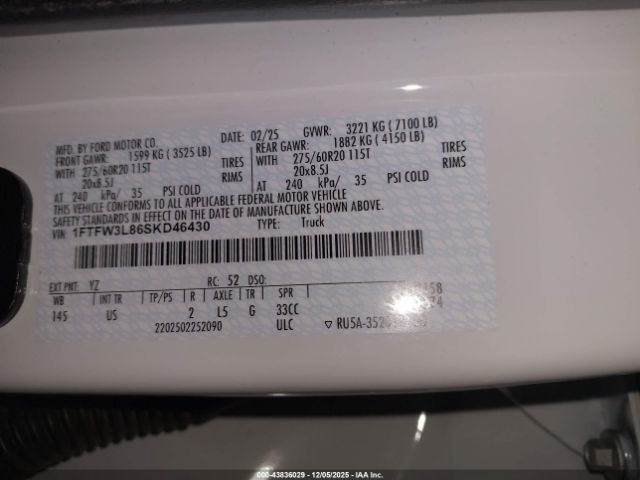 MFD. BY FORD MOTOR CO. DATE: 02/25 GVWR: 3221 KG ( 7100 LB)
FRONT GAWR: 1599 KG ( 3525 LB) REAR GAWR: 1882 KG ( 4150 LB)
WITH 275/60R20 115T TIRES WITH 275/60R20 115T TIRES
20x8.5J RIMS 20x8.5J RIMS
AT 240 kPa/ 35 PSI COLD AT 240 kPa/ 35 PSI COLD
THIS VEHICLE CONFORMS TO ALL APPLICABLE FEDERAL MOTOR VEHICLE
SAFETY STANDARDS IN EFFECT ON THE DATE OF MANUFACTURE SHOWN ABOVE.
VIN: 1FTFW3L86SKD46430 TYPE: Truck
EXT PNT: YZ RC: 52 DSO:
WB INT TR TP/PS R AXLE TR SPR
145 US 2 L5 G 33CC
2202502252090 ULC ▽ RU5A-3520
000-43836029 - 12/05/2025 - IAA Inc.